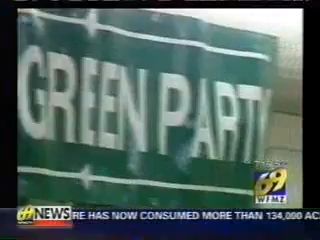 GREEN PARTY
69
WFMZ
69 NEWS RE HAS NOW CONSUMED MORE THAN 134,000 AC